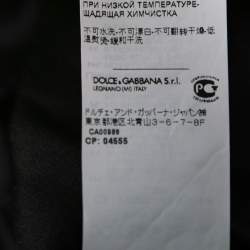 ПРИ НИЗКОЙ ТЕМПЕРАТУРЕ-
ЩАДЯЩАЯ ХИМЧИСТКА
不可水洗-不可漂白-不可翻转干燥-低
温熨烫-缓和干洗
DOLCE & GABBANA S.r.l.
LEGNANO (MI) ITALY
ドルチェ・アンド・ガッバーナ・ジャパン㈱
東京都港区北青山3-6-7-8F
CA00986
CP: 04555